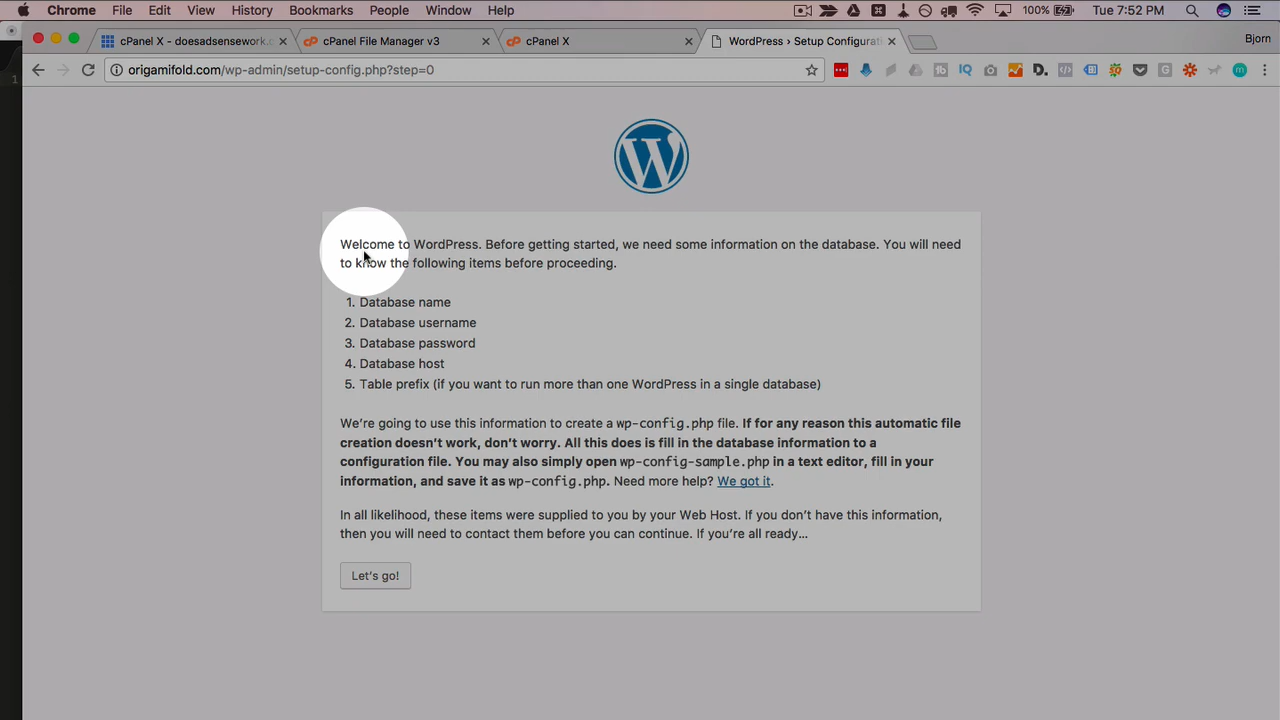 Chrome File Edit View History Bookmarks People Window Help 100% Tue 7:52 PM
cPanel X - doesadsensework.c cPanel File Manager v3 cPanel X WordPress › Setup Configurat Bjorn
origamifold.com/wp-admin/setup-config.php?step=0
Welcome to WordPress. Before getting started, we need some information on the database. You will need
to know the following items before proceeding.
1. Database name
2. Database username
3. Database password
4. Database host
5. Table prefix (if you want to run more than one WordPress in a single database)
We're going to use this information to create a wp-config.php file. If for any reason this automatic file
creation doesn't work, don't worry. All this does is fill in the database information to a
configuration file. You may also simply open wp-config-sample.php in a text editor, fill in your
information, and save it as wp-config.php. Need more help? We got it.
In all likelihood, these items were supplied to you by your Web Host. If you don't have this information,
then you will need to contact them before you can continue. If you're all ready…
Let's go!
1